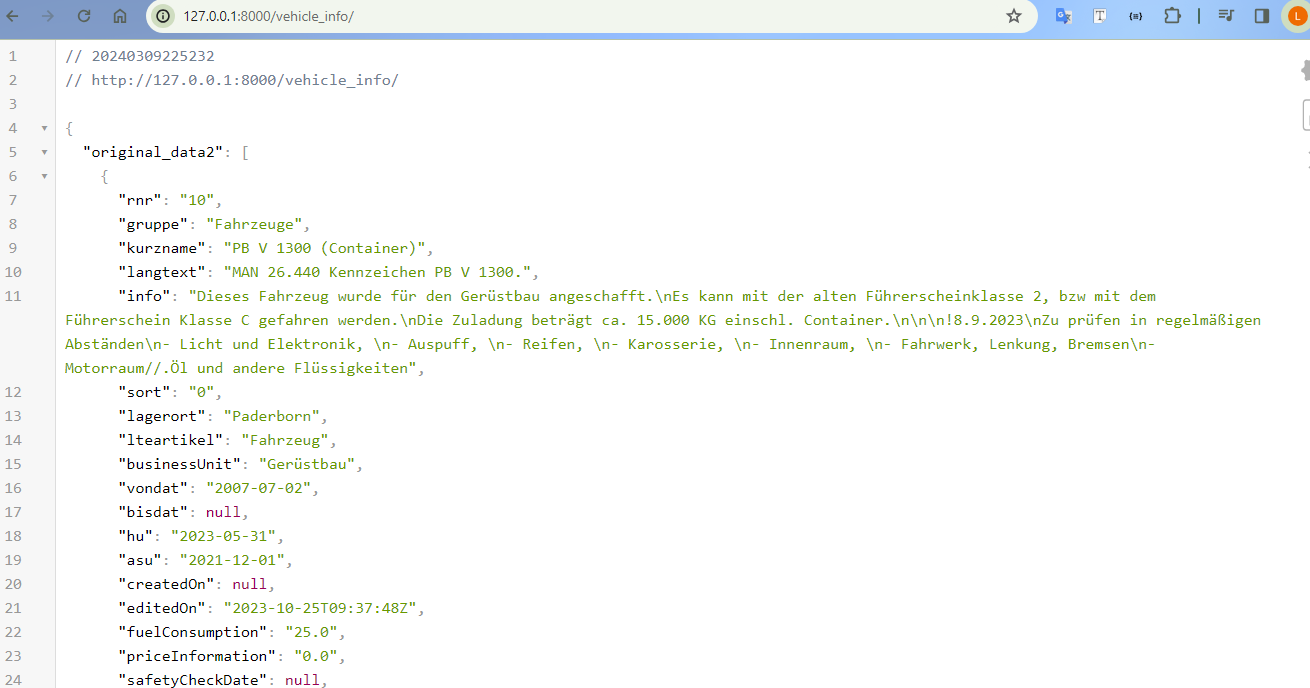 127.0.0.1:8000/vehicle_info/
1 // 20240309225232
2 // http://127.0.0.1:8000/vehicle_info/
3
4 {
5 "original_data2": [
6 {
7 "rnr": "10",
8 "gruppe": "Fahrzeuge",
9 "kurzname": "PB V 1300 (Container)",
10 "langtext": "MAN 26.440 Kennzeichen PB V 1300.",
11 "info": "Dieses Fahrzeug wurde für den Gerüstbau angeschafft.\nEs kann mit der alten Führerscheinklasse 2, bzw mit dem
Führerschein Klasse C gefahren werden.\nDie Zuladung beträgt ca. 15.000 KG einschl. Container.\n\n\n!8.9.2023\nZu prüfen in regelmäßigen
Abständen\n- Licht und Elektronik, \n- Auspuff, \n- Reifen, \n- Karosserie, \n- Innenraum, \n- Fahrwerk, Lenkung, Bremsen\n-
Motorraum//.Öl und andere Flüssigkeiten",
12 "sort": "0",
13 "lagerort": "Paderborn",
14 "lteartikel": "Fahrzeug",
15 "businessUnit": "Gerüstbau",
16 "vondat": "2007-07-02",
17 "bisdat": null,
18 "hu": "2023-05-31",
19 "asu": "2021-12-01",
20 "createdOn": null,
21 "editedOn": "2023-10-25T09:37:48Z",
22 "fuelConsumption": "25.0",
23 "priceInformation": "0.0",
24 "safetyCheckDate": null,